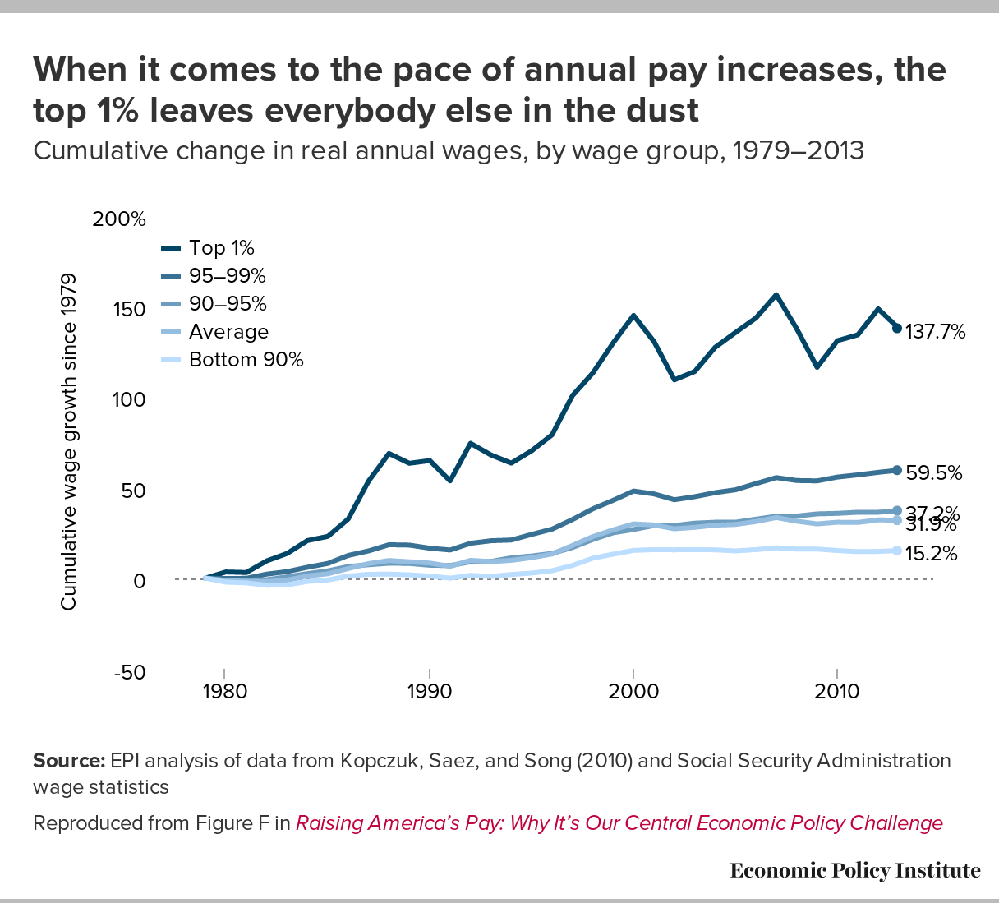 When it comes to the pace of annual pay increases, the
top 1% leaves everybody else in the dust
Cumulative change in real annual wages, by wage group, 1979–2013
200%
150
100
50
0
-50
Cumulative wage growth since 1979
Top 1%
95–99%
90–95%
Average
Bottom 90%
137.7%
59.5%
37.2%
31.9%
15.2%
1980
1990
2000
2010
Source: EPI analysis of data from Kopczuk, Saez, and Song (2010) and Social Security Administration
wage statistics
Reproduced from Figure F in Raising America’s Pay: Why It’s Our Central Economic Policy Challenge
Economic Policy Institute